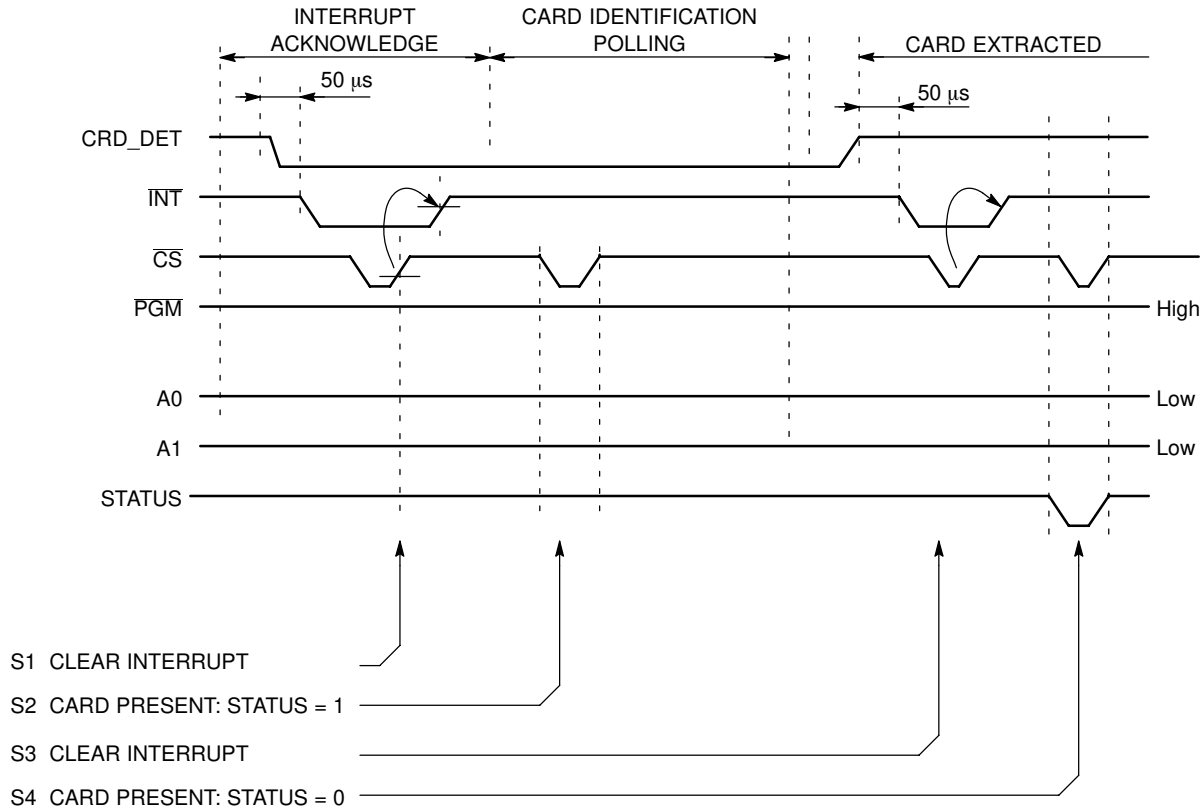 INTERRUPT
ACKNOWLEDGE
CARD IDENTIFICATION
POLLING
CARD EXTRACTED
50 μs
50 μs
CRD_DET
INT
CS
PGM
High
A0
Low
A1
Low
STATUS
S1 CLEAR INTERRUPT
S2 CARD PRESENT: STATUS = 1
S3 CLEAR INTERRUPT
S4 CARD PRESENT: STATUS = 0